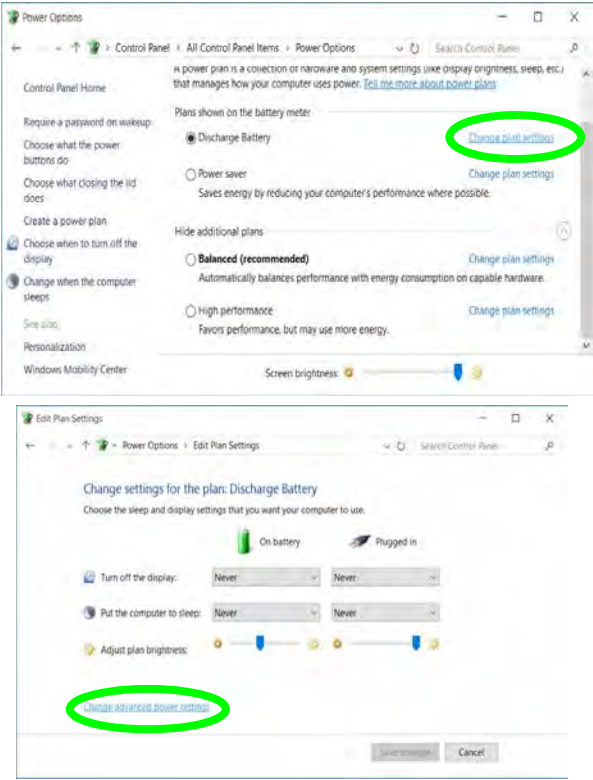 Power Options
Control Panel › All Control Panel Items › Power Options
Search Control Panel
Control Panel Home
Require a password on wakeup
Choose what the power
buttons do
Choose what closing the lid
does
Create a power plan
Choose when to turn off the
display
Change when the computer
sleeps
See also
Personalization
Windows Mobility Center
A power plan is a collection of hardware and system settings (like display brightness, sleep, etc.)
that manages how your computer uses power. Tell me more about power plans
Plans shown on the battery meter
Discharge Battery Change plan settings
Power saver Change plan settings
Saves energy by reducing your computer's performance where possible.
Hide additional plans
Balanced (recommended) Change plan settings
Automatically balances performance with energy consumption on capable hardware.
High performance Change plan settings
Favors performance, but may use more energy.
Screen brightness:
Edit Plan Settings
Power Options › Edit Plan Settings
Search Control Panel
Change settings for the plan: Discharge Battery
Choose the sleep and display settings that you want your computer to use.
On battery Plugged in
Turn off the display: Never Never
Put the computer to sleep: Never Never
Adjust plan brightness:
Change advanced power settings
Save changes Cancel